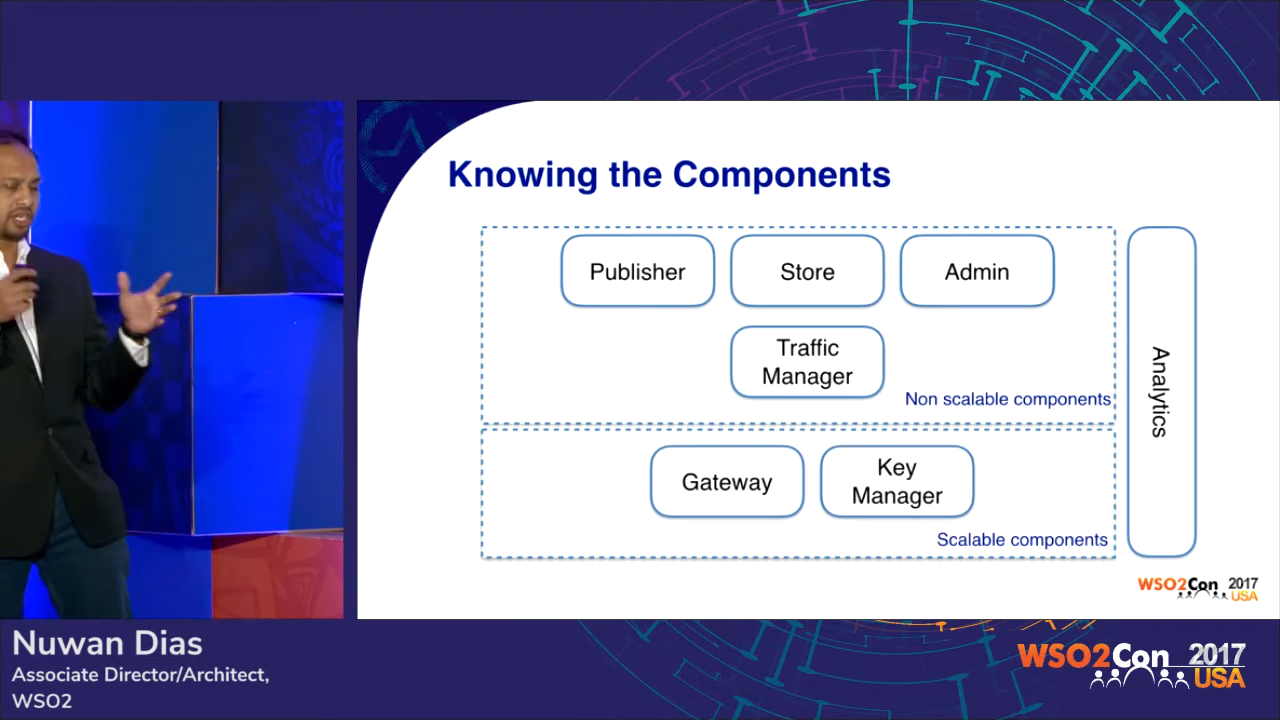 Knowing the Components
Publisher
Store
Admin
Traffic
Manager
Non scalable components
Analytics
Gateway
Key
Manager
Scalable components
WSO2Con 2017
USA
Nuwan Dias
Associate Director/Architect,
WSO2
WSO2Con 2017
USA